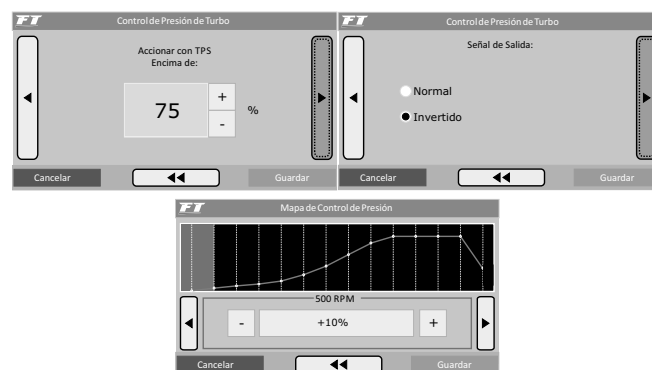 FT Control de Presión de Turbo
Accionar con TPS
Encima de:
75
+
-
%
Cancelar
Guardar
FT Control de Presión de Turbo
Señal de Salida:
Normal
Invertido
Cancelar
Guardar
FT Mapa de Control de Presión
500 RPM
- +10% +
Cancelar
Guardar